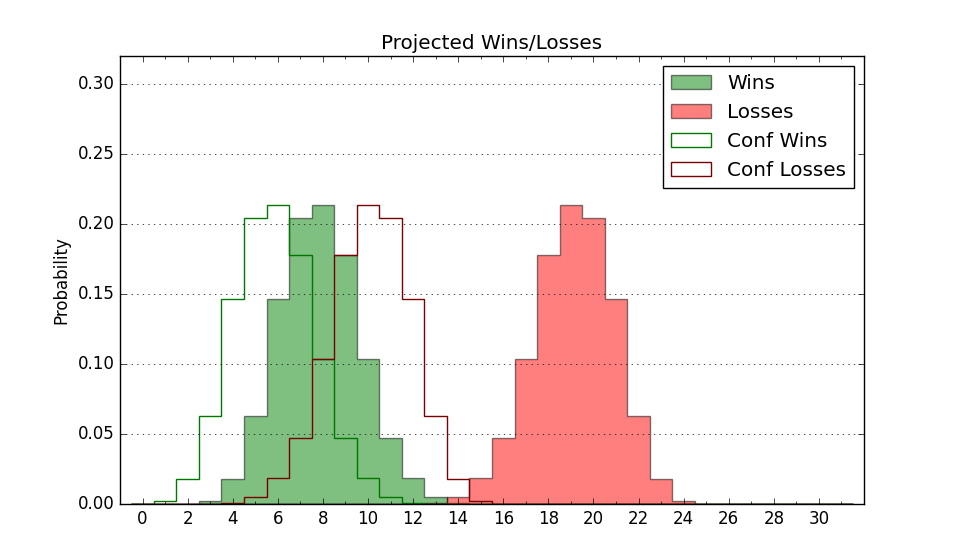 Projected Wins/Losses
0.30
0.25
0.20
0.15
0.10
0.05
0.00
Probability
Wins
Losses
Conf Wins
Conf Losses
0 2 4 6 8 10 12 14 16 18 20 22 24 26 28 30